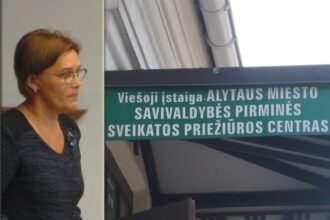 Viešoji įstaiga ALYTAUS MIESTO
SAVIVALDYBĖS PIRMINĖS
SVEIKATOS PRIEŽIŪROS CENTRAS